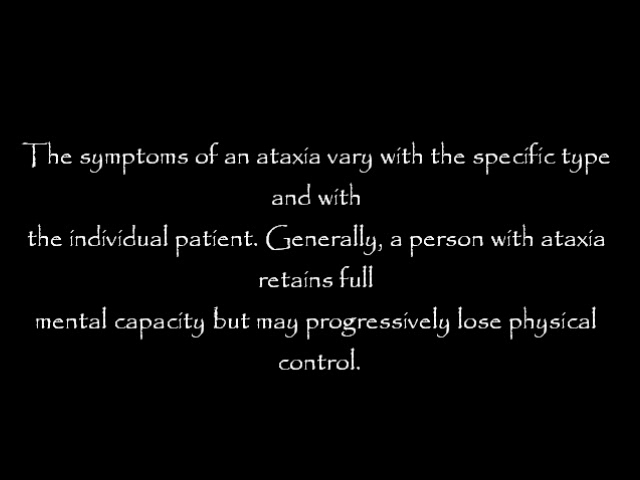 The symptoms of an ataxia vary with the specific type
and with
the individual patient. Generally, a person with ataxia
retains full
mental capacity but may progressively lose physical
control.